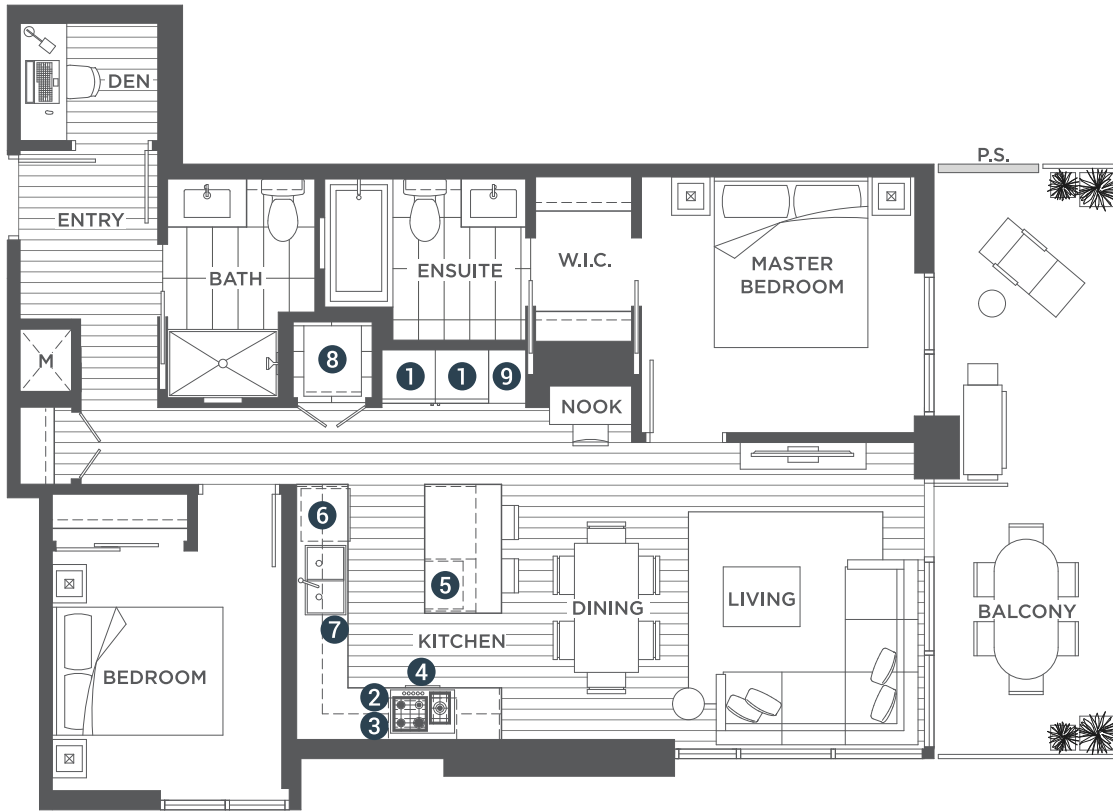 DEN
P.S.
ENTRY
BATH
ENSUITE
W.I.C.
MASTER
BEDROOM
M
8
1
1
9
NOOK
6
5
7
KITCHEN
DINING
LIVING
BALCONY
BEDROOM
4
2
3